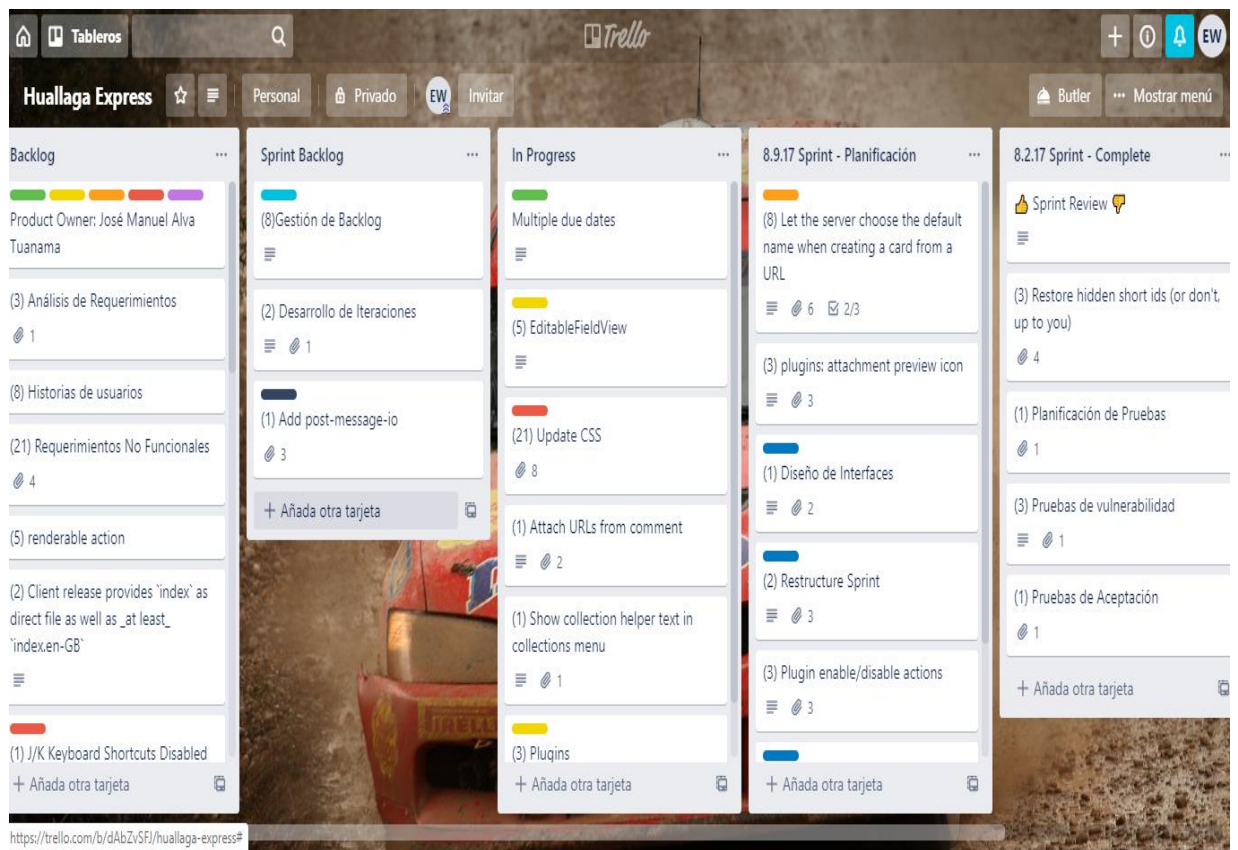 Tableros
Trello
EW
Huallaga Express
Personal
Privado
EW
Invitar
Butler
Mostrar menú
Backlog
Product Owner: José Manuel Alva
Tuanama
(3) Análisis de Requerimientos
1
(8) Historias de usuarios
(21) Requerimientos No Funcionales
4
(5) renderable action
(2) Client release provides `index` as
direct file as well as _at least_
`index.en-GB`
(1) J/K Keyboard Shortcuts Disabled
+ Añada otra tarjeta
Sprint Backlog
(8)Gestión de Backlog
(2) Desarrollo de Iteraciones
1
(1) Add post-message-io
3
+ Añada otra tarjeta
In Progress
Multiple due dates
(5) EditableFieldView
(21) Update CSS
8
(1) Attach URLs from comment
2
(1) Show collection helper text in
collections menu
1
(3) Plugins
+ Añada otra tarjeta
8.9.17 Sprint - Planificación
(8) Let the server choose the default
name when creating a card from a
URL
6 2/3
(3) plugins: attachment preview icon
3
(1) Diseño de Interfaces
2
(2) Restructure Sprint
3
(3) Plugin enable/disable actions
3
+ Añada otra tarjeta
8.2.17 Sprint - Complete
👍 Sprint Review 👎
(3) Restore hidden short ids (or don't,
up to you)
4
(1) Planificación de Pruebas
1
(3) Pruebas de vulnerabilidad
1
(1) Pruebas de Aceptación
1
+ Añada otra tarjeta
PIRELLI
https://trello.com/b/dAbZvSFJ/huallaga-express#